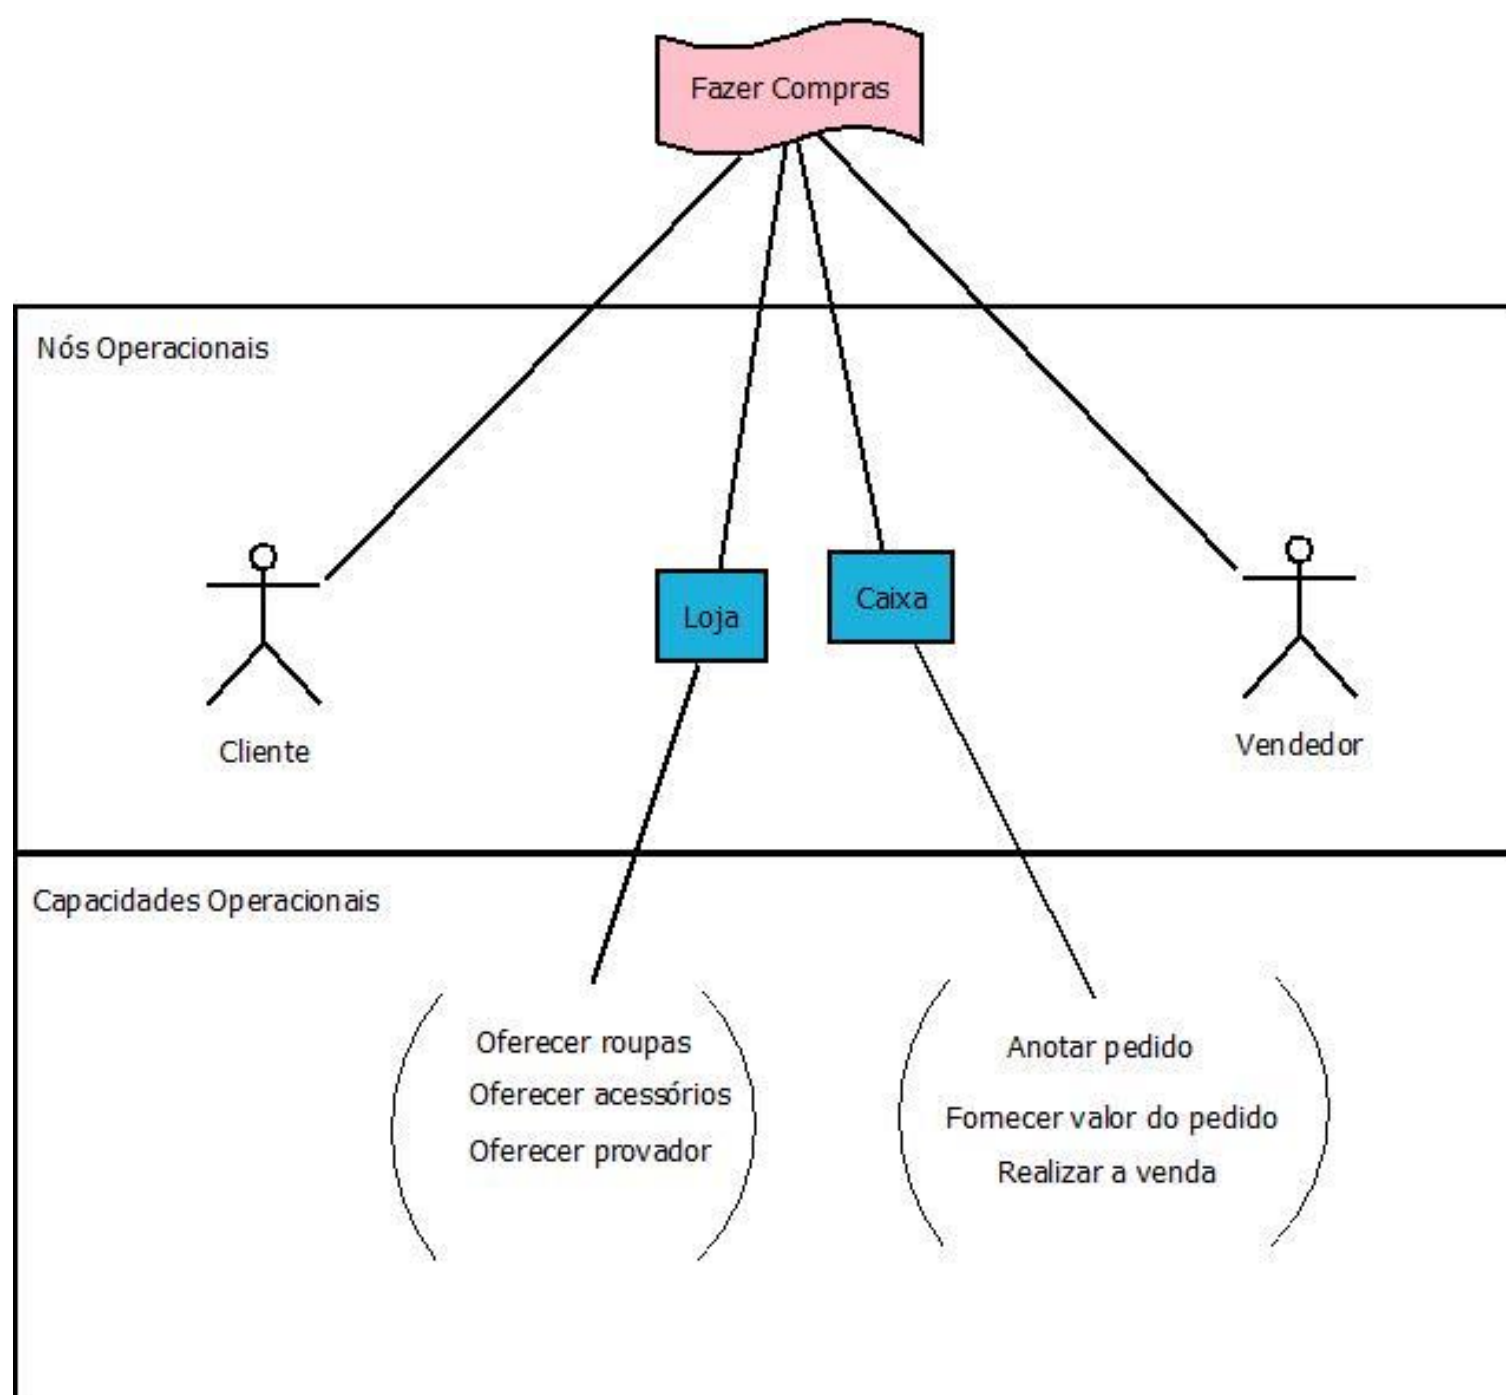 Fazer Compras
Nós Operacionais
Loja
Caixa
Cliente
Vendedor
Capacidades Operacionais
Oferecer roupas
Oferecer acessórios
Oferecer provador
Anotar pedido
Fornecer valor do pedido
Realizar a venda